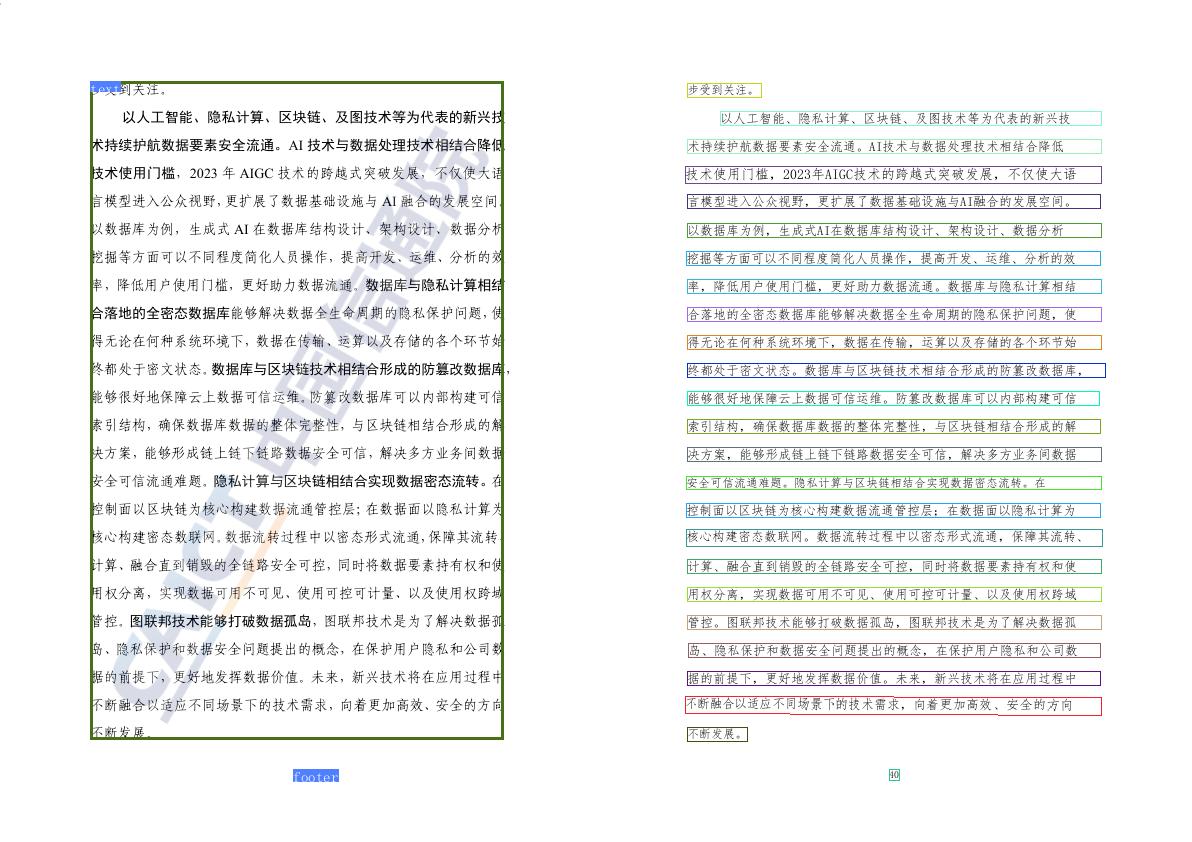 text
步受到关注。
以人工智能、隐私计算、区块链、及图技术等为代表的新兴技
术持续护航数据要素安全流通。AI 技术与数据处理技术相结合降低
技术使用门槛，2023 年 AIGC 技术的跨越式突破发展，不仅使大语
言模型进入公众视野，更扩展了数据基础设施与 AI 融合的发展空间。
以数据库为例，生成式 AI 在数据库结构设计、架构设计、数据分析
挖掘等方面可以不同程度简化人员操作，提高开发、运维、分析的效
率，降低用户使用门槛，更好助力数据流通。数据库与隐私计算相结
合落地的全密态数据库能够解决数据全生命周期的隐私保护问题，使
得无论在何种系统环境下，数据在传输、运算以及存储的各个环节始
终都处于密文状态。数据库与区块链技术相结合形成的防篡改数据库，
能够很好地保障云上数据可信运维。防篡改数据库可以内部构建可信
索引结构，确保数据库数据的整体完整性，与区块链相结合形成的解
决方案，能够形成链上链下链路数据安全可信，解决多方业务间数据
安全可信流通难题。隐私计算与区块链相结合实现数据密态流转。在
控制面以区块链为核心构建数据流通管控层；在数据面以隐私计算为
核心构建密态数联网。数据流转过程中以密态形式流通，保障其流转、
计算、融合直到销毁的全链路安全可控，同时将数据要素持有权和使
用权分离，实现数据可用不可见、使用可控可计量、以及使用权跨域
管控。图联邦技术能够打破数据孤岛，图联邦技术是为了解决数据孤
岛、隐私保护和数据安全问题提出的概念，在保护用户隐私和公司数
据的前提下，更好地发挥数据价值。未来，新兴技术将在应用过程中
不断融合以适应不同场景下的技术需求，向着更加高效、安全的方向
不断发展。
CAICT 中国信通院
footer
步受到关注。
以人工智能、隐私计算、区块链、及图技术等为代表的新兴技
术持续护航数据要素安全流通。AI技术与数据处理技术相结合降低
技术使用门槛，2023年AIGC技术的跨越式突破发展，不仅使大语
言模型进入公众视野，更扩展了数据基础设施与AI融合的发展空间。
以数据库为例，生成式AI在数据库结构设计、架构设计、数据分析
挖掘等方面可以不同程度简化人员操作，提高开发、运维、分析的效
率，降低用户使用门槛，更好助力数据流通。数据库与隐私计算相结
合落地的全密态数据库能够解决数据全生命周期的隐私保护问题，使
得无论在何种系统环境下，数据在传输，运算以及存储的各个环节始
终都处于密文状态。数据库与区块链技术相结合形成的防篡改数据库，
能够很好地保障云上数据可信运维。防篡改数据库可以内部构建可信
索引结构，确保数据库数据的整体完整性，与区块链相结合形成的解
决方案，能够形成链上链下链路数据安全可信，解决多方业务间数据
安全可信流通难题。隐私计算与区块链相结合实现数据密态流转。在
控制面以区块链为核心构建数据流通管控层；在数据面以隐私计算为
核心构建密态数联网。数据流转过程中以密态形式流通，保障其流转、
计算、融合直到销毁的全链路安全可控，同时将数据要素持有权和使
用权分离，实现数据可用不可见、使用可控可计量、以及使用权跨域
管控。图联邦技术能够打破数据孤岛，图联邦技术是为了解决数据孤
岛、隐私保护和数据安全问题提出的概念，在保护用户隐私和公司数
据的前提下，更好地发挥数据价值。未来，新兴技术将在应用过程中
不断融合以适应不同场景下的技术需求，向着更加高效、安全的方向
不断发展。
40